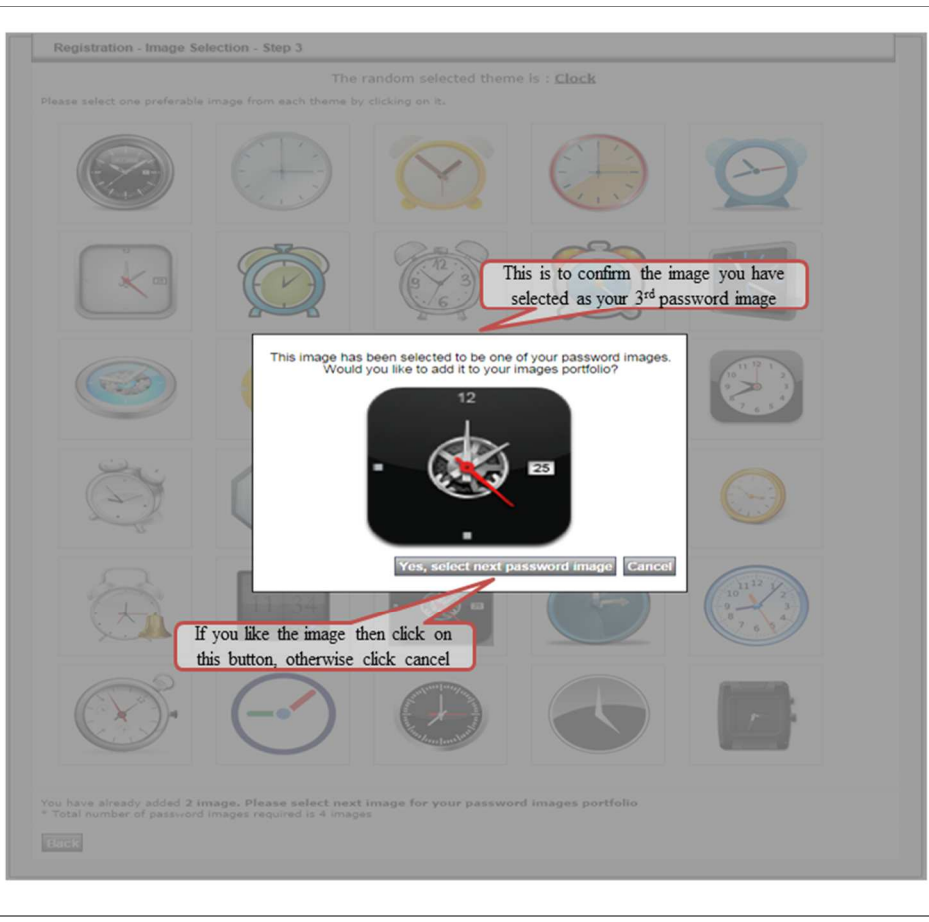 Registration - Image Selection - Step 3
The random selected theme is : Clock
Please select one preferable image from each theme by clicking on it.
This is to confirm the image you have
selected as your 3rd password image
This image has been selected to be one of your password images.
Would you like to add it to your images portfolio?
12
25
Yes, select next password image Cancel
If you like the image then click on
this button, otherwise click cancel
You have already added 2 image. Please select next image for your password images portfolio
* Total number of password images required is 4 images
Back